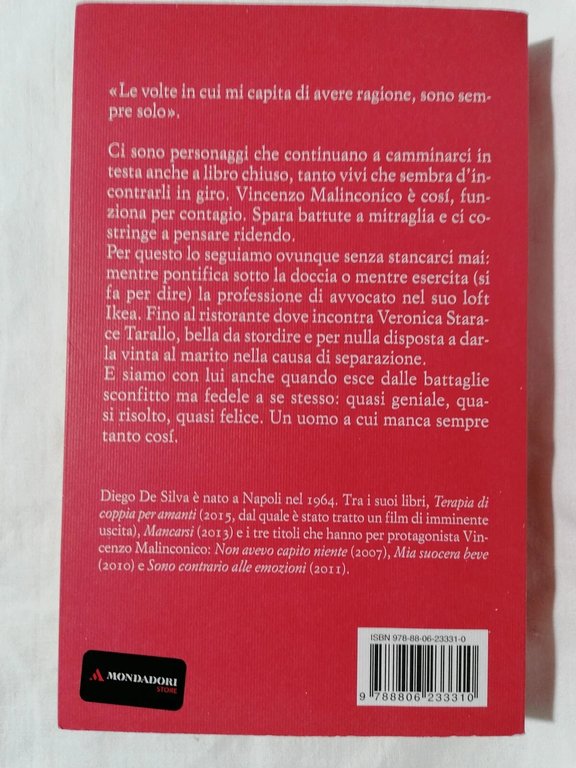 «Le volte in cui mi capita di avere ragione, sono sem-
pre solo».
Ci sono personaggi che continuano a camminarci in
testa anche a libro chiuso, tanto vivi che sembra d'in-
contrarli in giro. Vincenzo Malinconico è cosí, fun-
ziona per contagio. Spara battute a mitraglia e ci co-
stringe a pensare ridendo.
Per questo lo seguiamo ovunque senza stancarci mai:
mentre pontifica sotto la doccia o mentre esercita (si
fa per dire) la professione di avvocato nel suo loft
Ikea. Fino al ristorante dove incontra Veronica Stara-
ce Tarallo, bella da stordire e per nulla disposta a dar-
la vinta al marito nella causa di separazione.
E siamo con lui anche quando esce dalle battaglie
sconfitto ma fedele a se stesso: quasi geniale, qua-
si risolto, quasi felice. Un uomo a cui manca sempre
tanto cosí.
Diego De Silva è nato a Napoli nel 1964. Tra i suoi libri, Terapia di
coppia per amanti (2015, dal quale è stato tratto un film di imminente
uscita), Mancarsi (2013) e i tre titoli che hanno per protagonista Vin-
cenzo Malinconico: Non avevo capito niente (2007), Mia suocera beve
(2010) e Sono contrario alle emozioni (2011).
ISBN 978-88-06-23331-0
9 788806 233310
MONDADORI
STORE